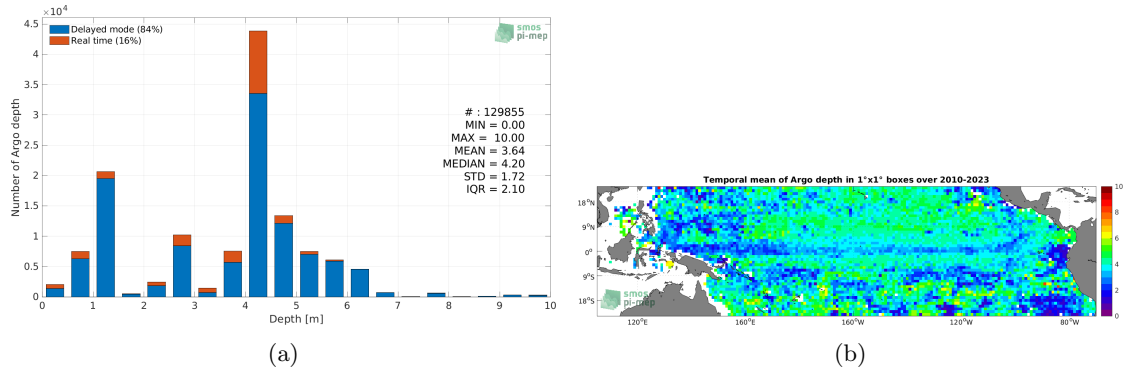 ×10⁴
4.5
4
3.5
3
2.5
2
1.5
1
0.5
0
Number of Argo depth
Delayed mode (84%)
Real time (16%)
smos
pi-mep
# : 129855
MIN = 0.00
MAX = 10.00
MEAN = 3.64
MEDIAN = 4.20
STD = 1.72
IQR = 2.10
0 1 2 3 4 5 6 7 8 9 10
Depth [m]
(a)
Temporal mean of Argo depth in 1°x1° boxes over 2010-2023
18°N
9°N
0°
9°S
18°S
smos
pi-mep
120°E 160°E 160°W 120°W 80°W
10
8
6
4
2
0
(b)